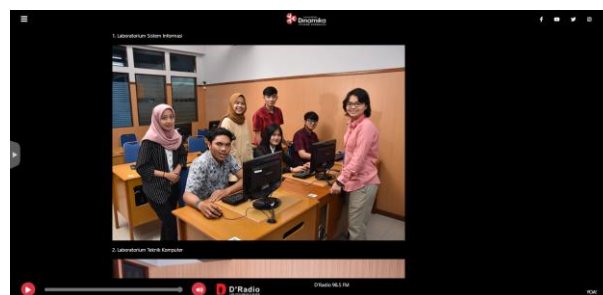 Dinamika
1. Laboratorium Sistem Informasi
2. Laboratorium Teknik Komputer
D'Radio
D'Radio 98.5 FM